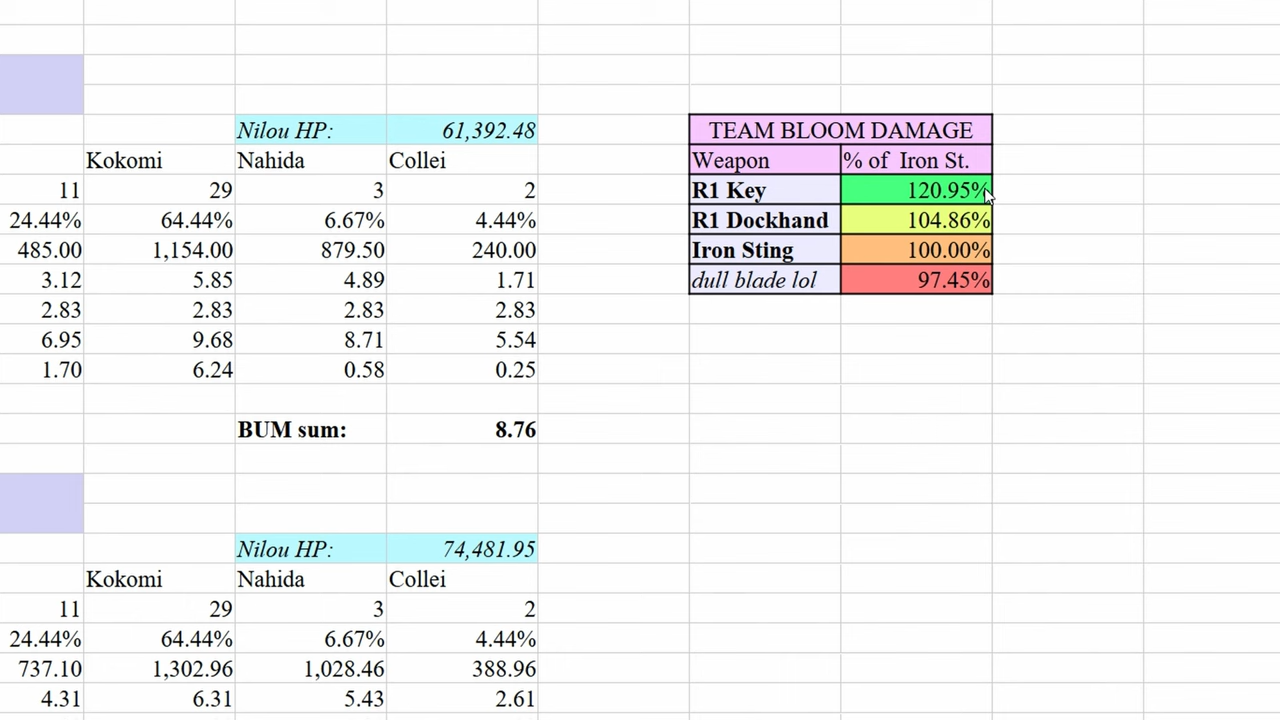 Nilou HP: 61,392.48 TEAM BLOOM DAMAGE
Kokomi Nahida Collei Weapon % of Iron St.
11 29 3 2 R1 Key 120.95%
24.44% 64.44% 6.67% 4.44% R1 Dockhand 104.86%
485.00 1,154.00 879.50 240.00 Iron Sting 100.00%
3.12 5.85 4.89 1.71 dull blade lol 97.45%
2.83 2.83 2.83 2.83
6.95 9.68 8.71 5.54
1.70 6.24 0.58 0.25
BUM sum: 8.76
Nilou HP: 74,481.95
Kokomi Nahida Collei
11 29 3 2
24.44% 64.44% 6.67% 4.44%
737.10 1,302.96 1,028.46 388.96
4.31 6.31 5.43 2.61